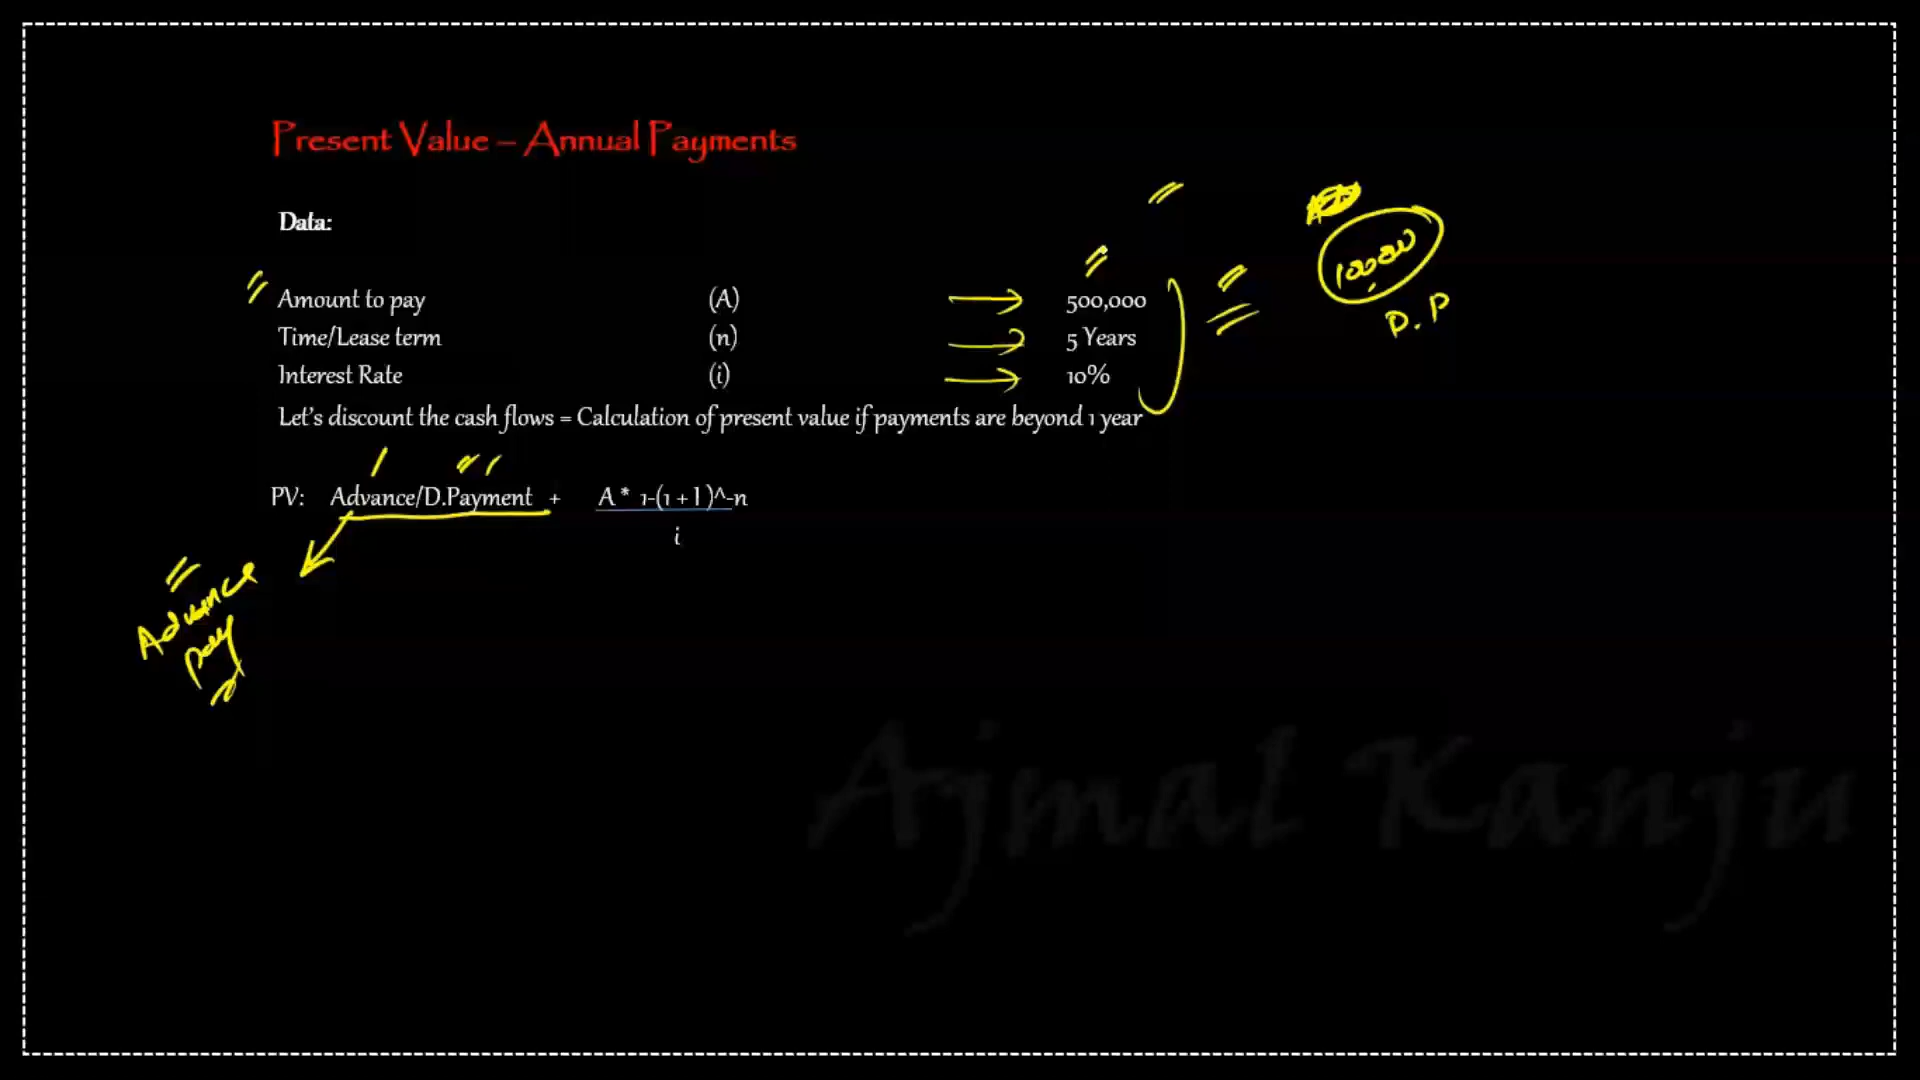 Present Value – Annual Payments
Data:
Amount to pay (A) 500,000
Time/Lease term (n) 5 Years
Interest Rate (i) 10%
Let's discount the cash flows = Calculation of present value if payments are beyond 1 year
PV: Advance/D.Payment + A * 1-(1 + I )^-n
i
D.P
Advance
pay
Ajmal Kanju